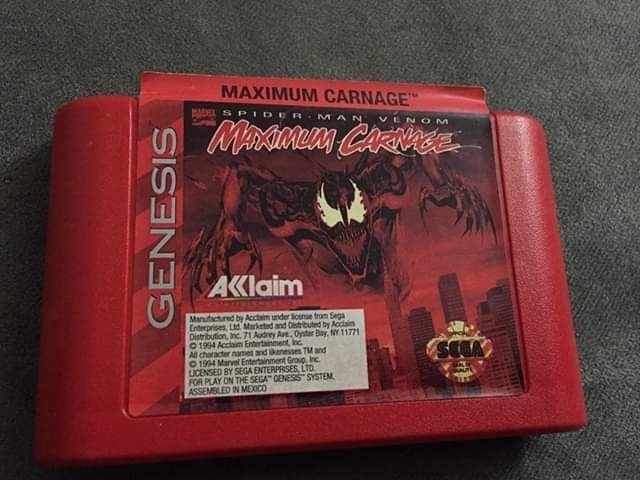 MAXIMUM CARNAGE™
MARVEL
SPIDER-MAN VENOM
MAXIMUM CARNAGE™
GENESIS
AKlaim
Manufactured by Acclaim under license from Sega
Enterprises, Ltd. Marketed and Distributed by Acclaim
Distribution, Inc. 71 Audrey Ave., Oyster Bay, NY 11771
© 1994 Acclaim Entertainment, Inc.
All character names and likenesses TM and
© 1994 Marvel Entertainment Group, Inc.
LICENSED BY SEGA ENTERPRISES, LTD.
FOR PLAY ON THE SEGA™ GENESIS™ SYSTEM.
ASSEMBLED IN MEXICO
SEGA